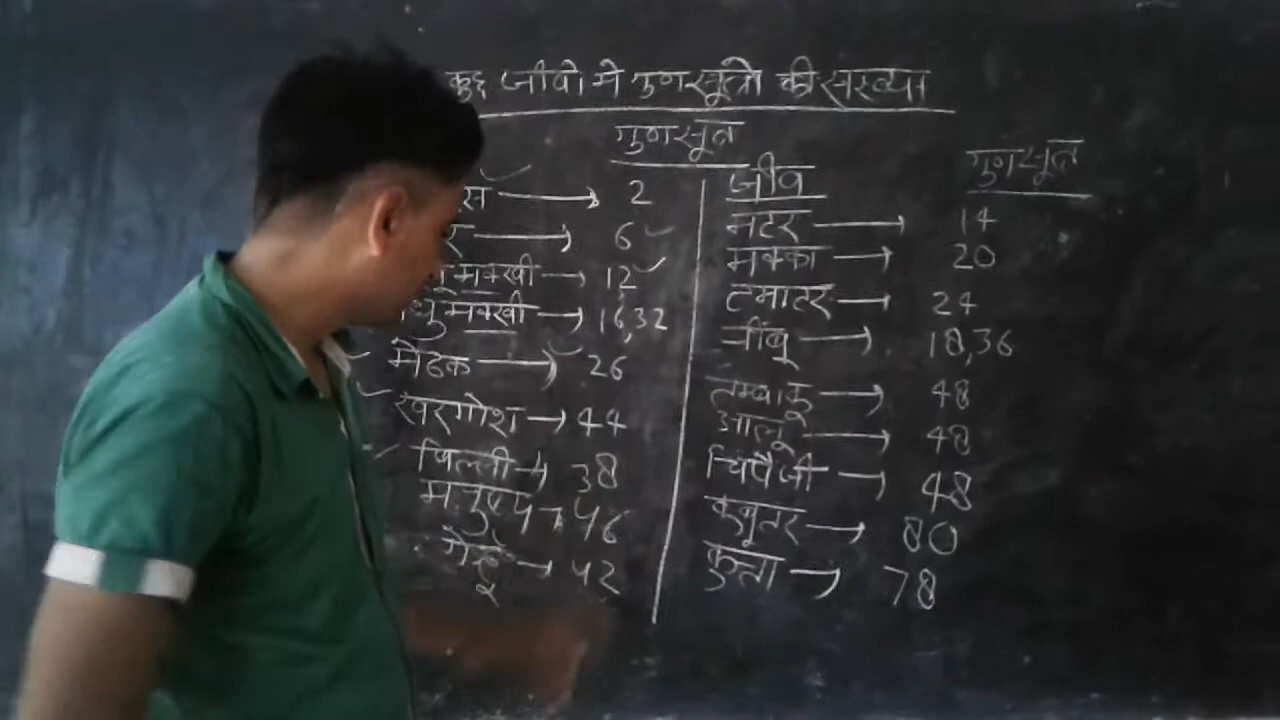 कुछ जीवो मे गुणसूत्रो की संख्या
गुणसूत्र
→ 2
→ 6
मक्खी → 12
मक्खी → 16,32
मेंढक → 26
खरगोश → 44
बिल्ली → 38
मनुष्य → 46
गेहूँ → 42
जीव गुणसूत्र
मटर → 14
मक्का → 20
टमाटर → 24
नींबू → 18,36
तम्बाकू → 48
आलू → 48
चिंपैंजी → 48
कबूतर → 80
कुत्ता → 78